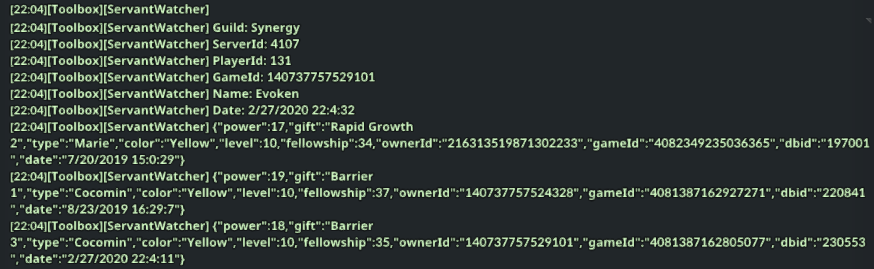 [22:04][Toolbox][ServantWatcher]
[22:04][Toolbox][ServantWatcher] Guild: Synergy
[22:04][Toolbox][ServantWatcher] ServerId: 4107
[22:04][Toolbox][ServantWatcher] PlayerId: 131
[22:04][Toolbox][ServantWatcher] GameId: 140737757529101
[22:04][Toolbox][ServantWatcher] Name: Evoken
[22:04][Toolbox][ServantWatcher] Date: 2/27/2020 22:4:32
[22:04][Toolbox][ServantWatcher] {"power":17,"gift":"Rapid Growth
2","type":"Marie","color":"Yellow","level":10,"fellowship":34,"ownerId":"216313519871302233","gameId":"4082349235036365","dbid":"197001
","date":"7/20/2019 15:0:29"}
[22:04][Toolbox][ServantWatcher] {"power":19,"gift":"Barrier
1","type":"Cocomin","color":"Yellow","level":10,"fellowship":37,"ownerId":"140737757524328","gameId":"4081387162927271","dbid":"220841
","date":"8/23/2019 16:29:7"}
[22:04][Toolbox][ServantWatcher] {"power":18,"gift":"Barrier
3","type":"Cocomin","color":"Yellow","level":10,"fellowship":35,"ownerId":"140737757529101","gameId":"4081387162805077","dbid":"230553
","date":"2/27/2020 22:4:11"}